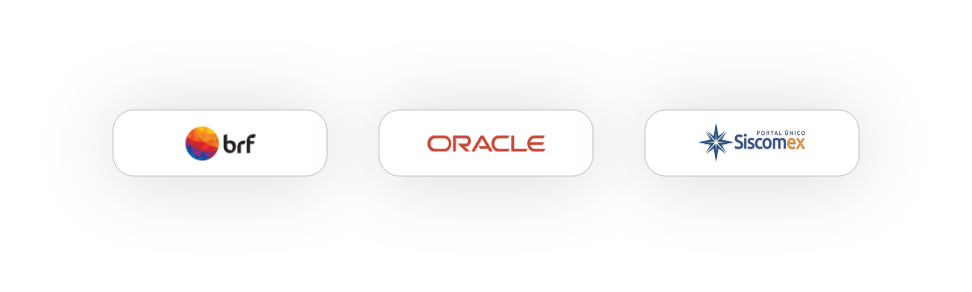 brf
ORACLE
PORTAL ÚNICO
Siscomex